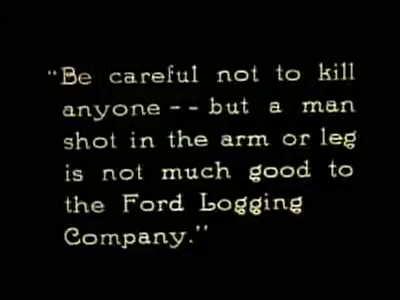 "Be careful not to kill
anyone -- but a man
shot in the arm or leg
is not much good to
the Ford Logging
Company."